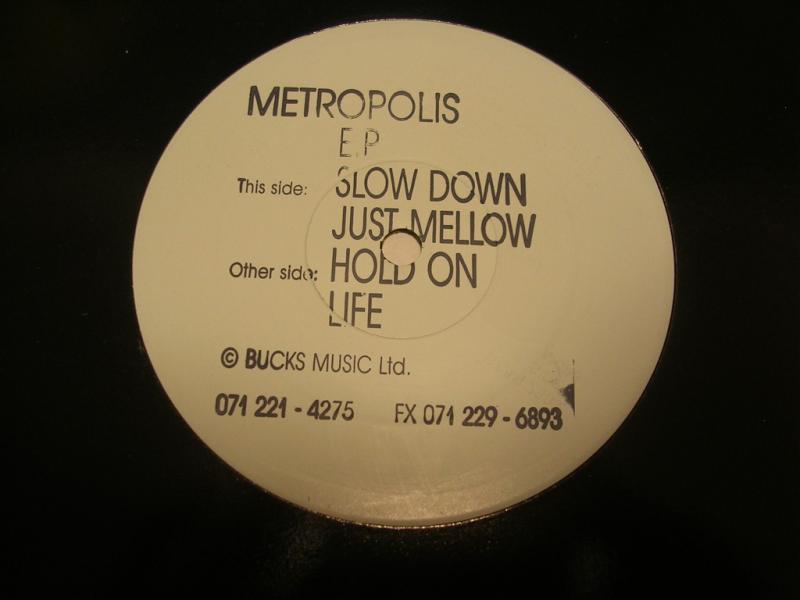 METROPOLIS
E.P
This side: SLOW DOWN
JUST MELLOW
Other side: HOLD ON
LIFE
© BUCKS MUSIC Ltd.
071 221 - 4275 FX 071 229 - 6893